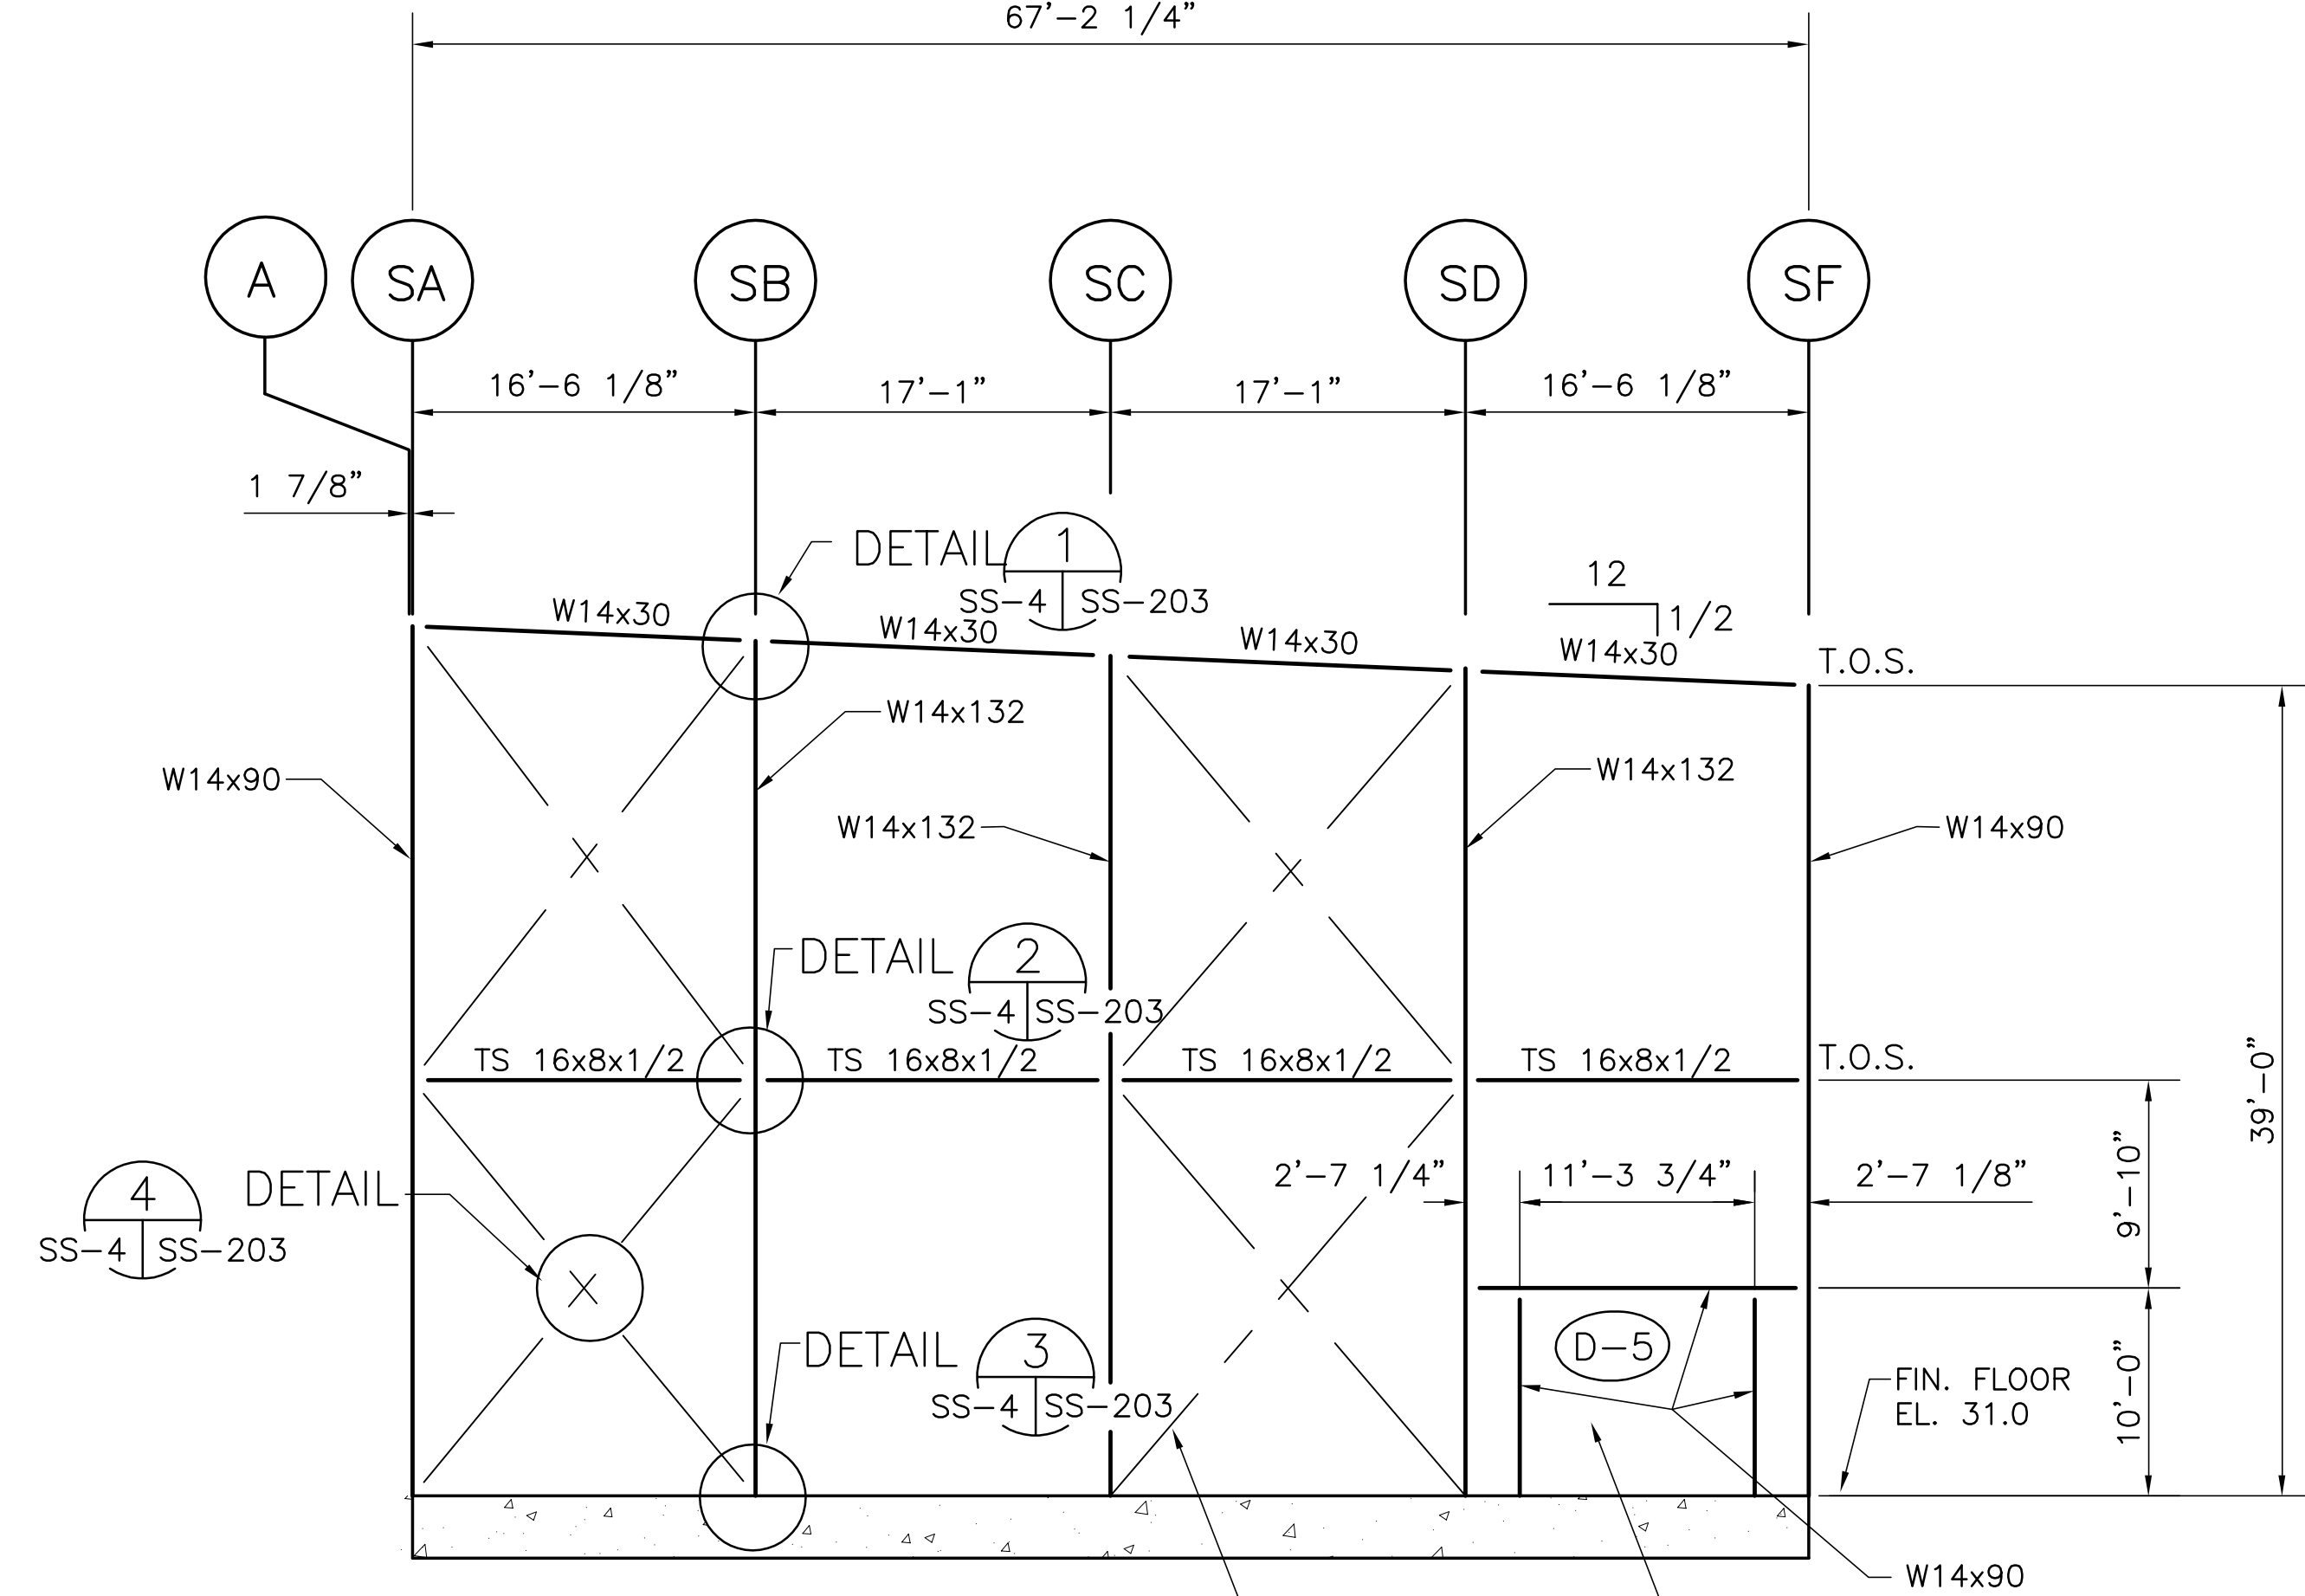 67'-2 1/4"
A
SA
SB
SC
SD
SF
16'-6 1/8"
17'-1"
17'-1"
16'-6 1/8"
1 7/8"
DETAIL
1
SS-4
SS-203
12
1/2
W14x30
W14x30
W14x30
W14x30
T.O.S.
W14x132
W14x132
W14x90
W14x132
W14x90
DETAIL
2
SS-4
SS-203
TS 16x8x1/2
TS 16x8x1/2
TS 16x8x1/2
TS 16x8x1/2
T.O.S.
39'-0"
9'-10"
DETAIL
4
SS-4
SS-203
2'-7 1/4"
11'-3 3/4"
2'-7 1/8"
DETAIL
3
SS-4
SS-203
D-5
FIN. FLOOR
EL. 31.0
10'-0"
W14x90